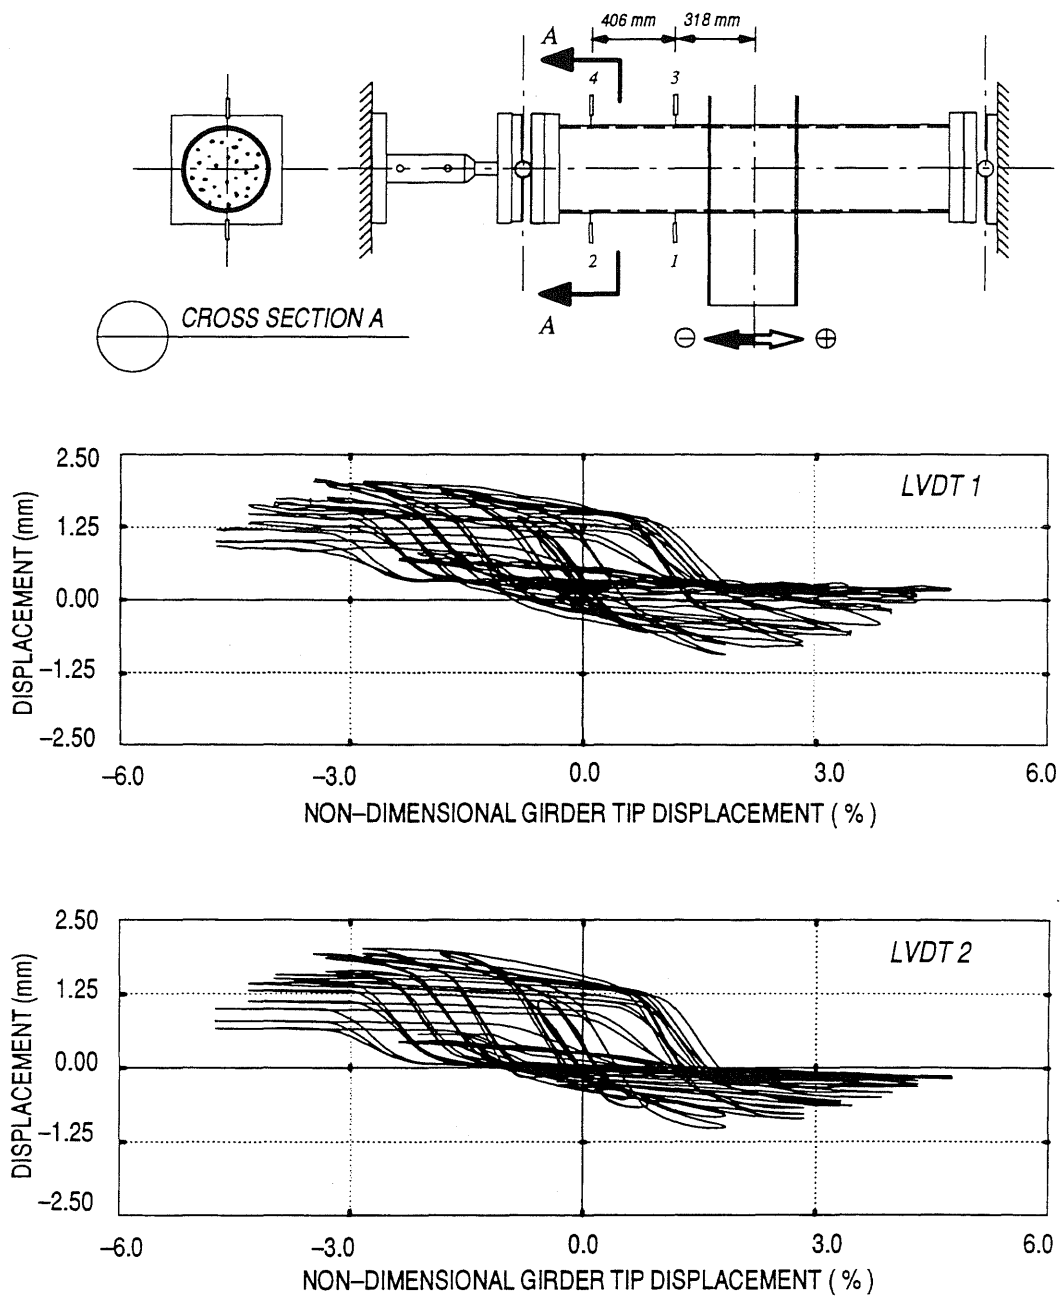 406 mm 318 mm
A
4 3
2 1
A
CROSS SECTION A
⊖ ⊕
LVDT 1
2.50
1.25
0.00
−1.25
−2.50
DISPLACEMENT (mm)
−6.0 −3.0 0.0 3.0 6.0
NON−DIMENSIONAL GIRDER TIP DISPLACEMENT ( % )
LVDT 2
2.50
1.25
0.00
−1.25
−2.50
DISPLACEMENT (mm)
−6.0 −3.0 0.0 3.0 6.0
NON−DIMENSIONAL GIRDER TIP DISPLACEMENT ( % )